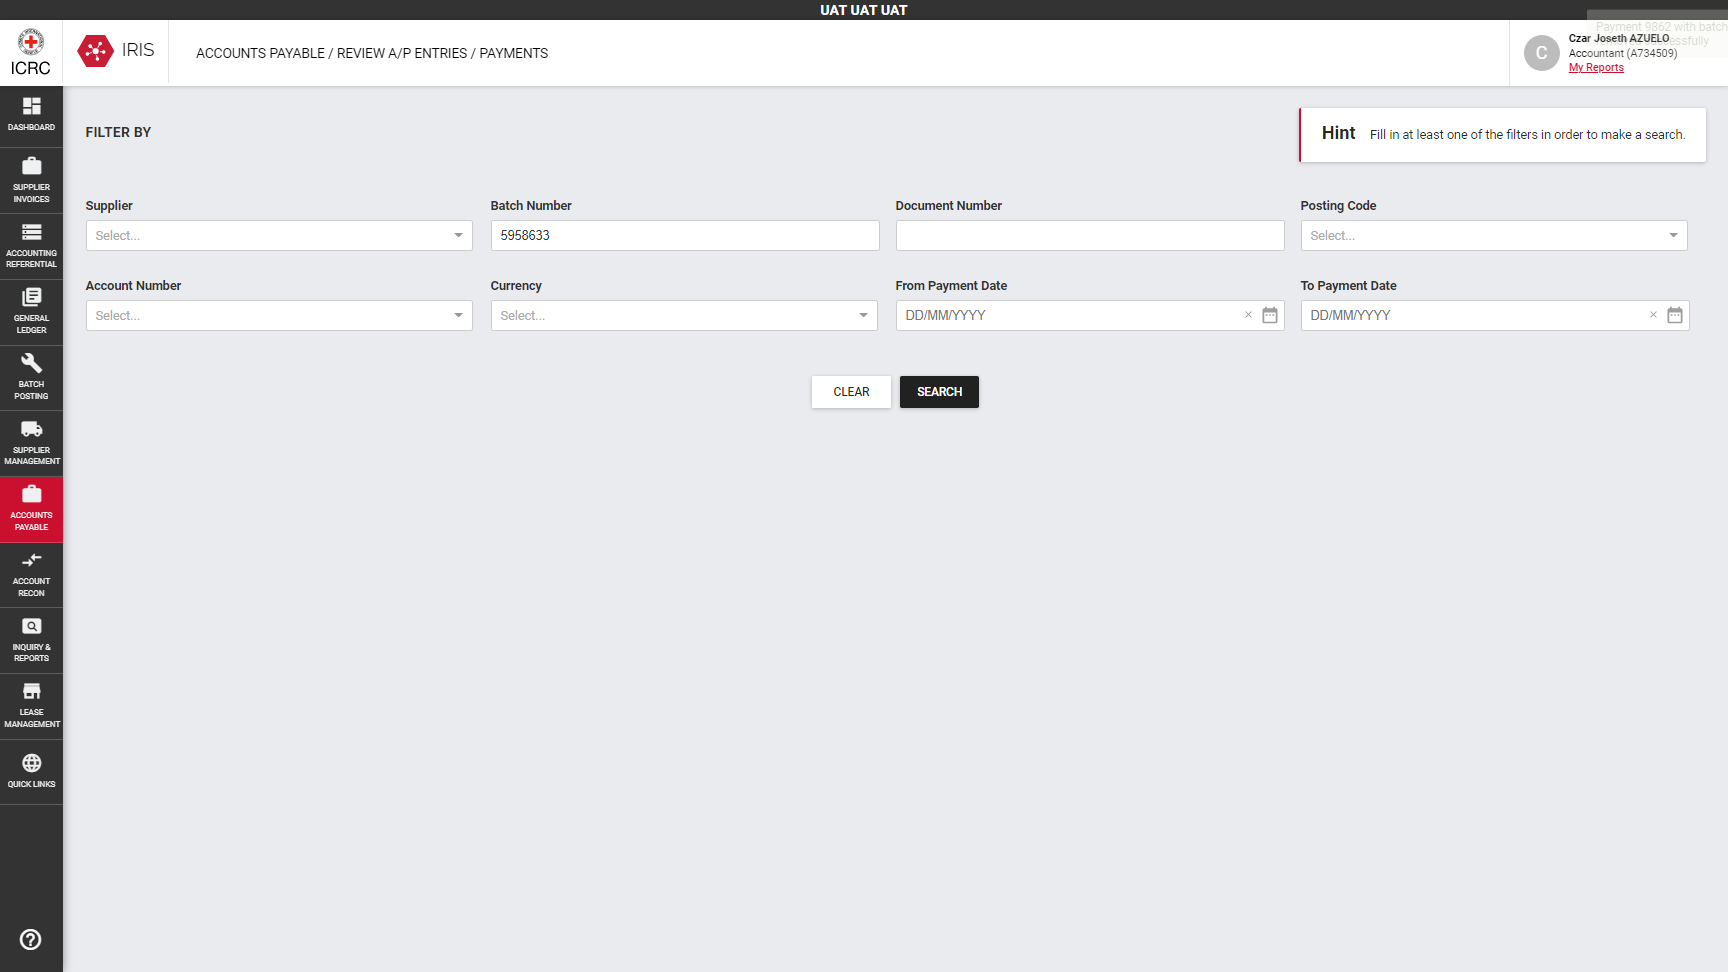 UAT UAT UAT
ICRC
IRIS
ACCOUNTS PAYABLE / REVIEW A/P ENTRIES / PAYMENTS
Payment 9862 with batch
C
Czar Joseth AZUELO
Accountant (A734509)
My Reports
DASHBOARD
SUPPLIER
INVOICES
ACCOUNTING
REFERENTIAL
GENERAL
LEDGER
BATCH
POSTING
SUPPLIER
MANAGEMENT
ACCOUNTS
PAYABLE
ACCOUNT
RECON
INQUIRY &
REPORTS
LEASE
MANAGEMENT
QUICK LINKS
FILTER BY
Hint Fill in at least one of the filters in order to make a search.
Supplier Batch Number Document Number Posting Code
Select... 5958633 Select...
Account Number Currency From Payment Date To Payment Date
Select... Select... DD/MM/YYYY × DD/MM/YYYY ×
CLEAR SEARCH